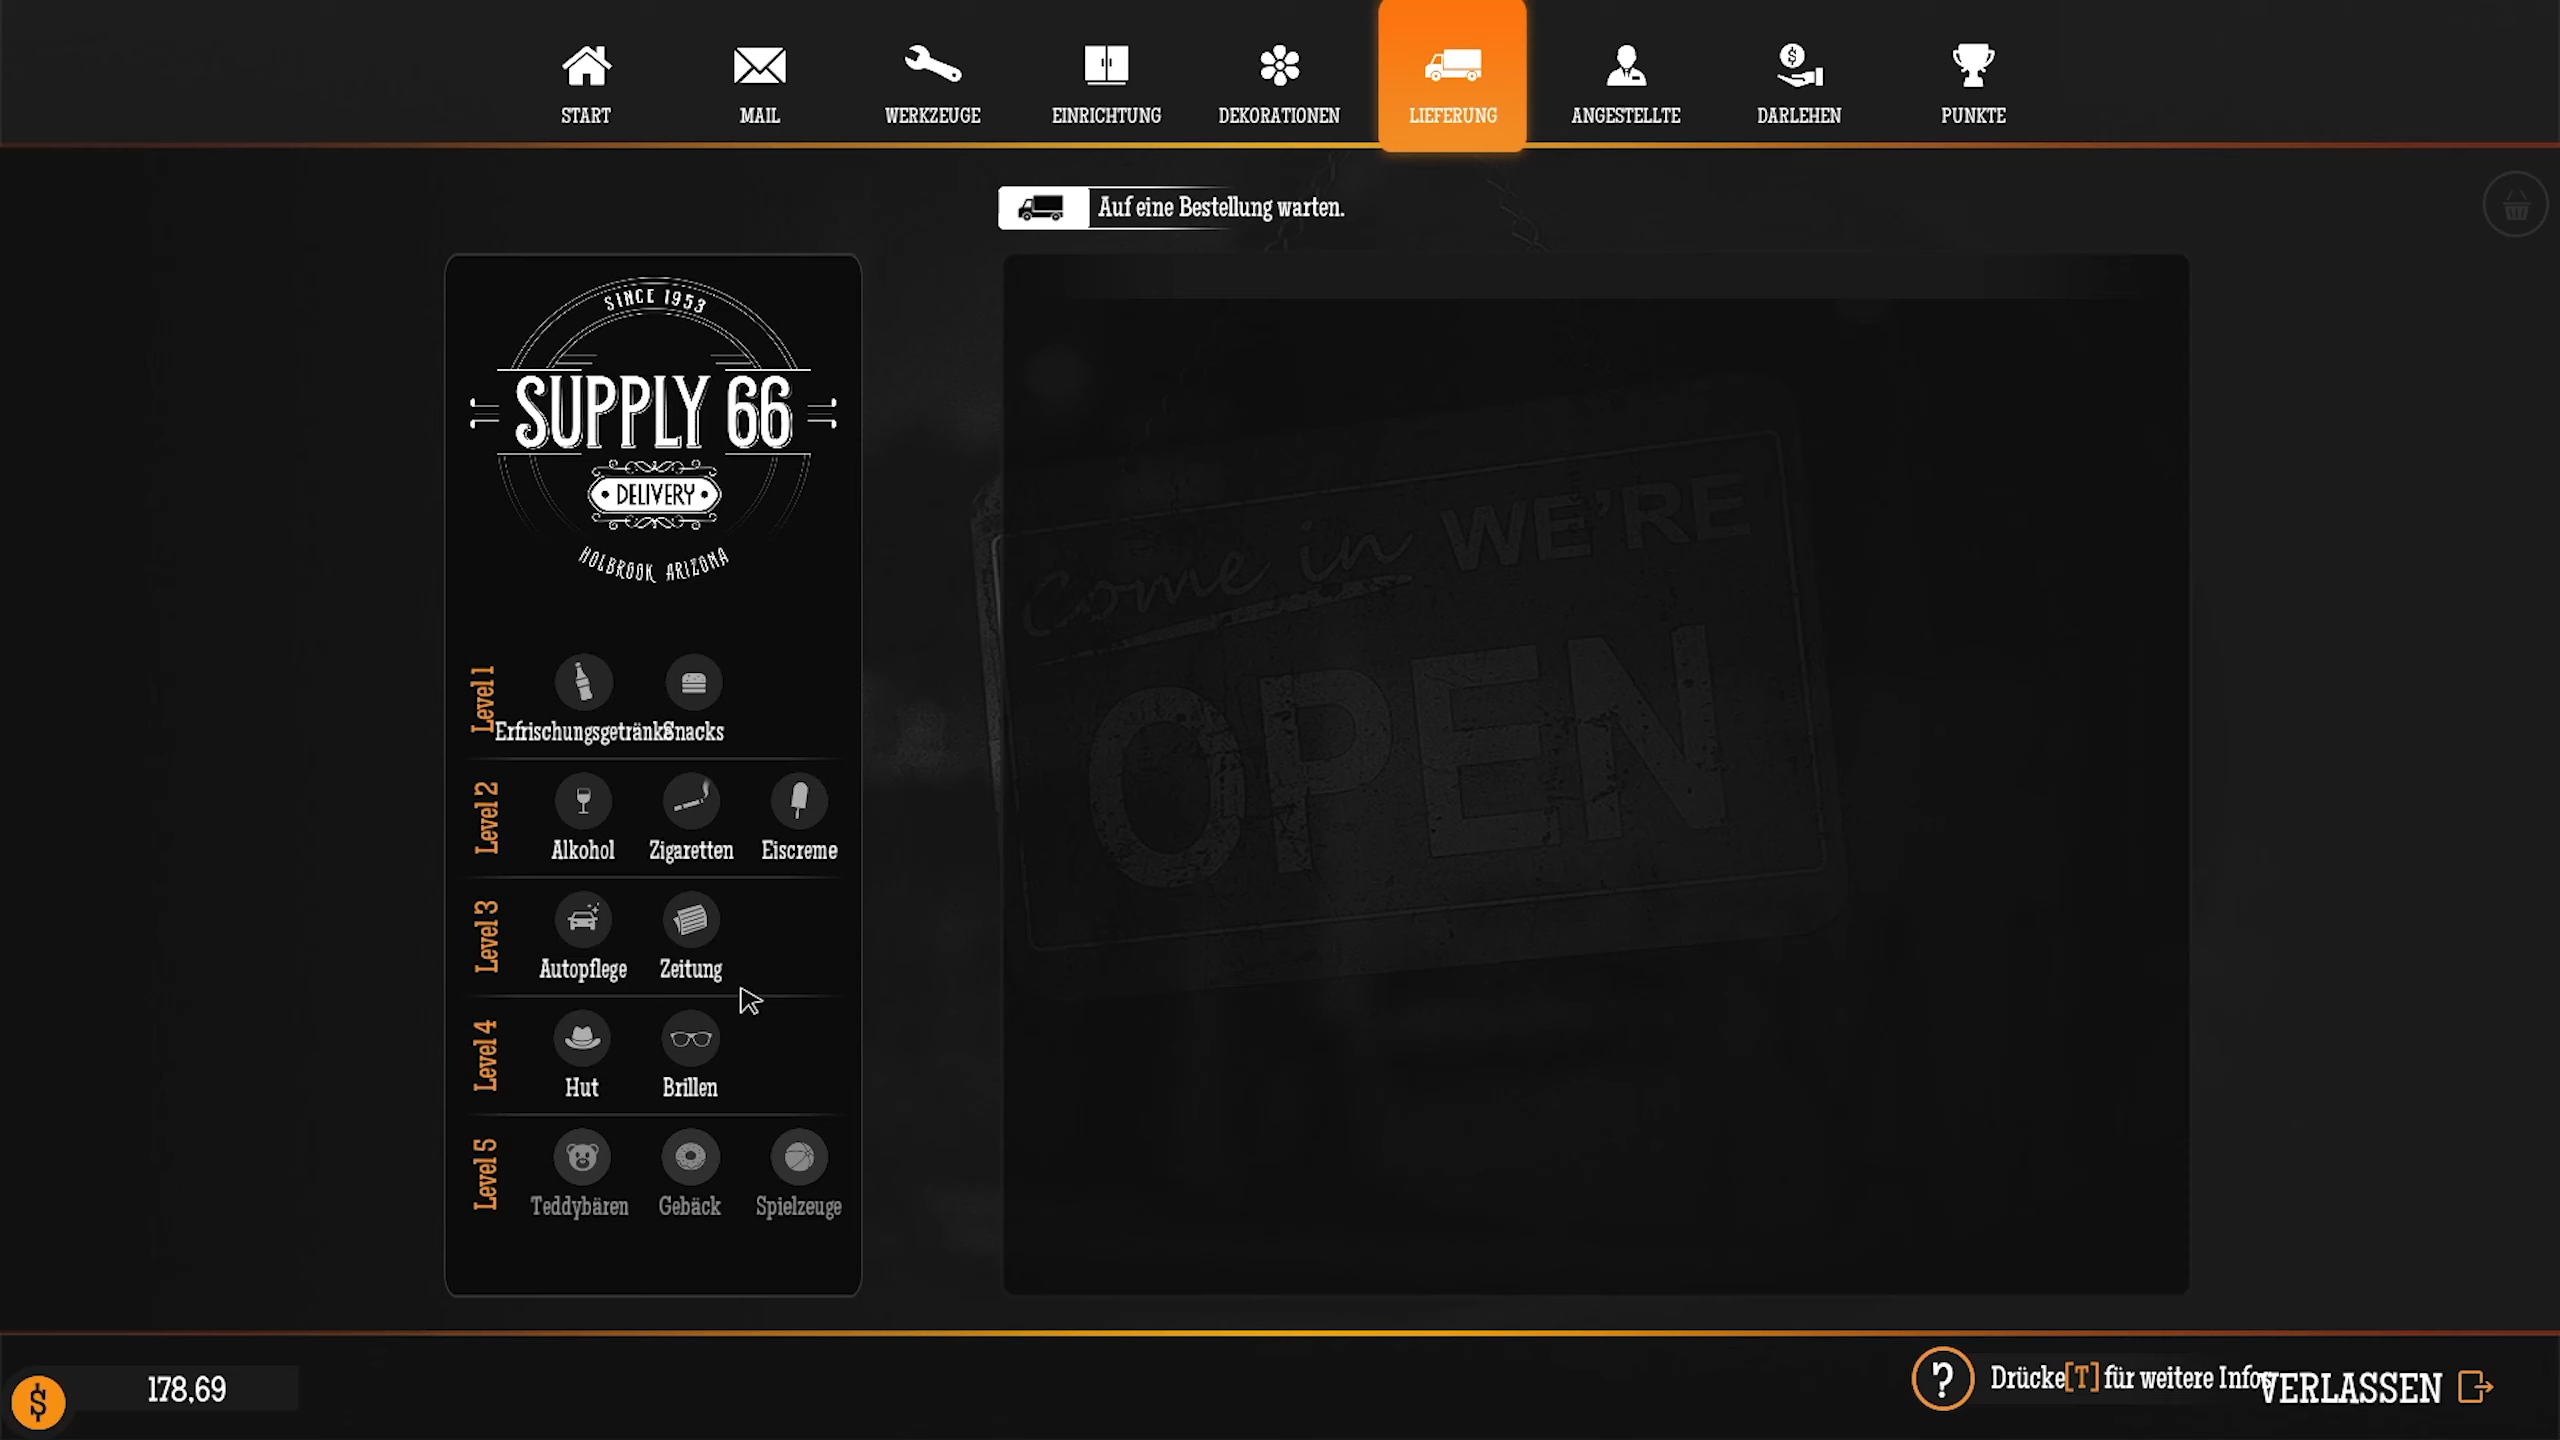 START
MAIL
WERKZEUGE
EINRICHTUNG
DEKORATIONEN
LIEFERUNG
ANGESTELLTE
DARLEHEN
PUNKTE
Auf eine Bestellung warten.
SINCE 1953
SUPPLY 66
DELIVERY
HOLBROOK ARIZONA
Come in WE'RE
OPEN
Level 1
Erfrischungsgetränke
Snacks
Level 2
Alkohol
Zigaretten
Eiscreme
Level 3
Autopflege
Zeitung
Level 4
Hut
Brillen
Level 5
Teddybären
Gebäck
Spielzeuge
178,69
Drücke[T] für weitere Infos
VERLASSEN